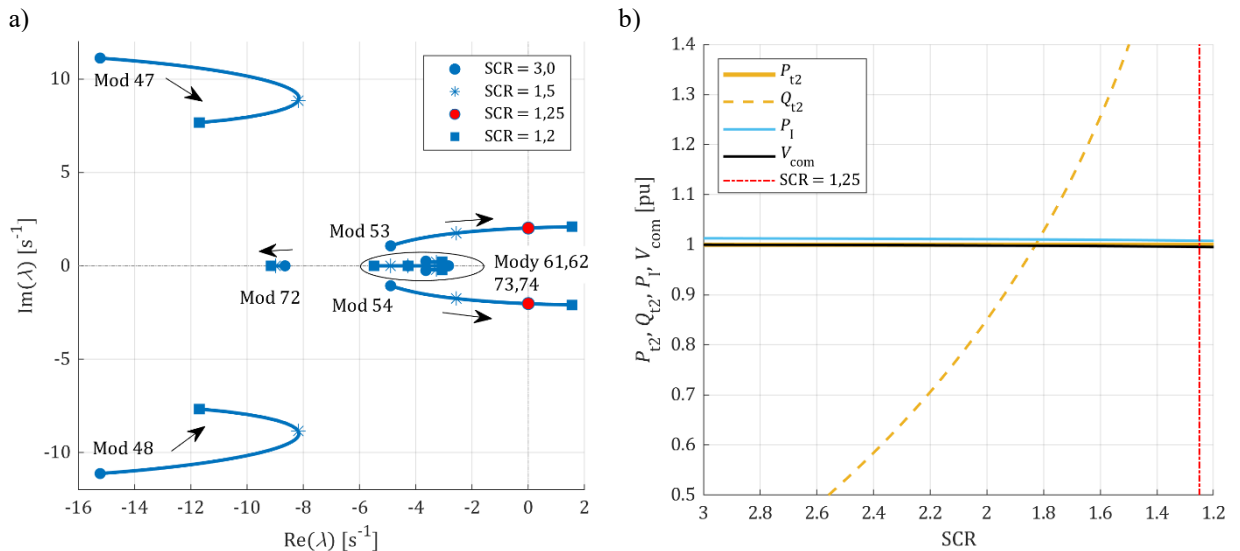 a)
10
5
0
-5
-10
-16
-14
-12
-10
-8
-6
-4
-2
0
2
Im(λ) [s⁻¹]
Re(λ) [s⁻¹]
Mod 47
Mod 53
Mod 72
Mod 54
Mody 61,62
73,74
Mod 48
SCR = 3,0
SCR = 1,5
SCR = 1,25
SCR = 1,2
b)
1.4
1.3
1.2
1.1
1
0.9
0.8
0.7
0.6
0.5
3
2.8
2.6
2.4
2.2
2
1.8
1.6
1.4
1.2
P_t2, Q_t2, P_I, V_com [pu]
SCR
P_t2
Q_t2
P_I
V_com
SCR = 1,25